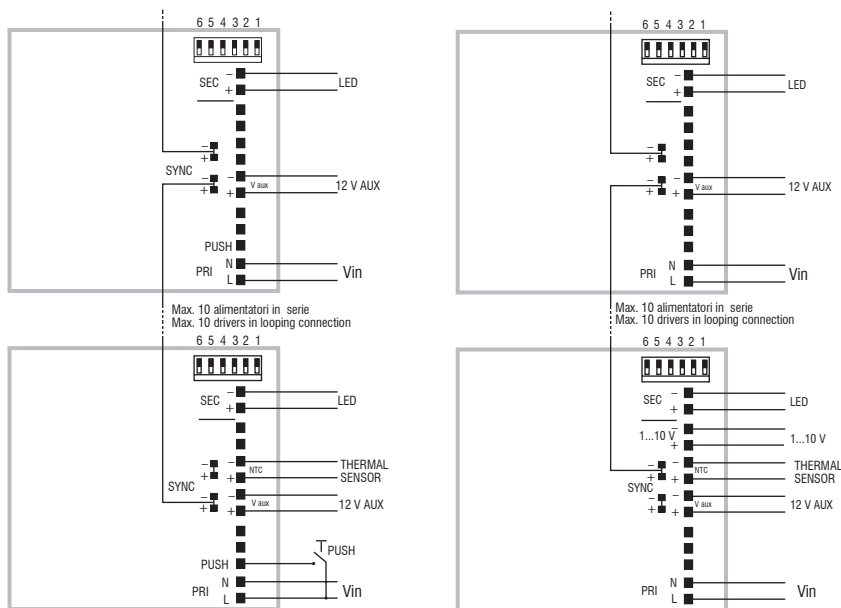 6 5 4 3 2 1
SEC
–
+
LED
–
+
SYNC
–
+
–
+
V aux
12 V AUX
PUSH
PRI
N
L
Vin
Max. 10 alimentatori in serie
Max. 10 drivers in looping connection
6 5 4 3 2 1
SEC
–
+
LED
–
+
NTC
THERMAL
SENSOR
–
+
SYNC
–
+
–
+
V aux
12 V AUX
PUSH
PUSH
PRI
N
L
Vin
6 5 4 3 2 1
SEC
–
+
LED
–
+
–
+
–
+
V aux
12 V AUX
PRI
N
L
Vin
Max. 10 alimentatori in serie
Max. 10 drivers in looping connection
6 5 4 3 2 1
SEC
–
+
LED
1...10 V
–
+
1...10 V
–
+
NTC
THERMAL
SENSOR
–
+
SYNC
–
+
–
+
V aux
12 V AUX
PRI
N
L
Vin